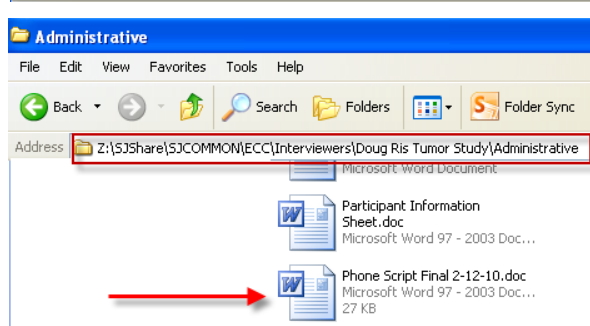 Administrative
File Edit View Favorites Tools Help
Back Search Folders Folder Sync
Address Z:\SJShare\SJCOMMON\ECC\Interviewers\Doug Ris Tumor Study\Administrative
Microsoft Word Document
Participant Information
Sheet.doc
Microsoft Word 97 - 2003 Doc...
Phone Script Final 2-12-10.doc
Microsoft Word 97 - 2003 Doc...
27 KB